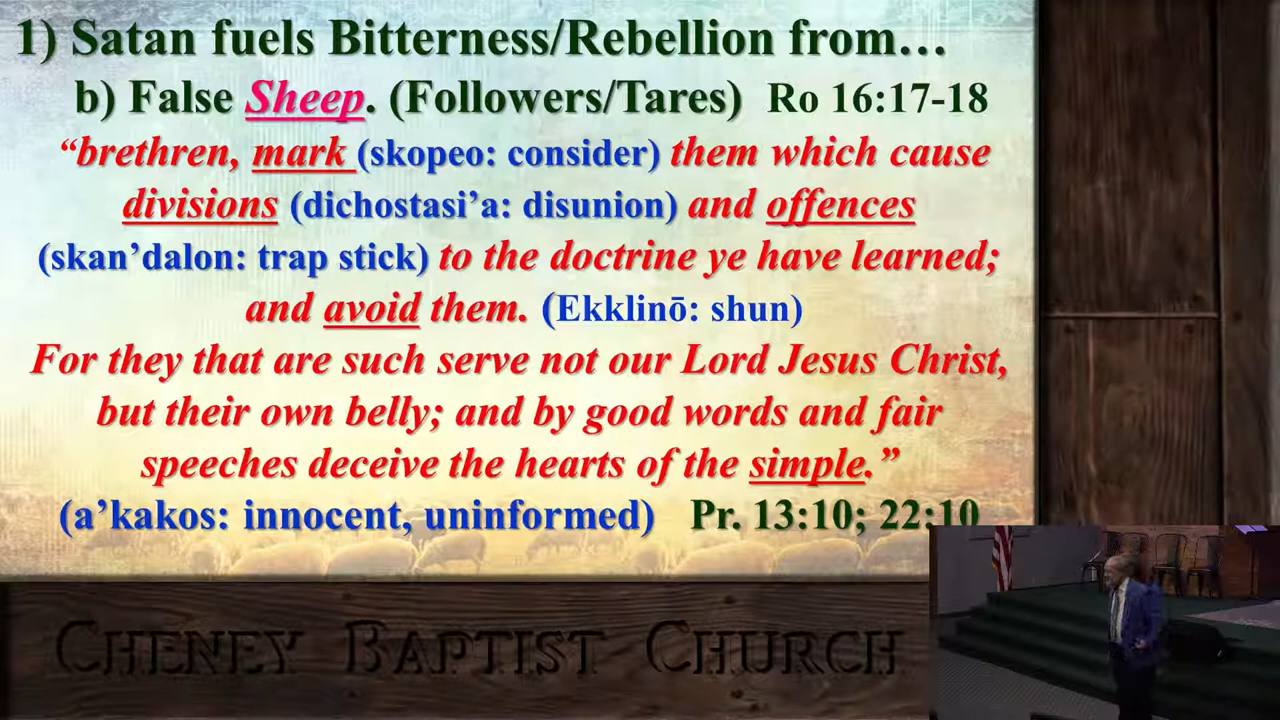 1) Satan fuels Bitterness/Rebellion from…
b) False Sheep. (Followers/Tares) Ro 16:17-18
“brethren, mark (skopeo: consider) them which cause
divisions (dichostasi’a: disunion) and offences
(skan’dalon: trap stick) to the doctrine ye have learned;
and avoid them. (Ekklinō: shun)
For they that are such serve not our Lord Jesus Christ,
but their own belly; and by good words and fair
speeches deceive the hearts of the simple.”
(a’kakos: innocent, uninformed) Pr. 13:10; 22:10
Cheney Baptist Church